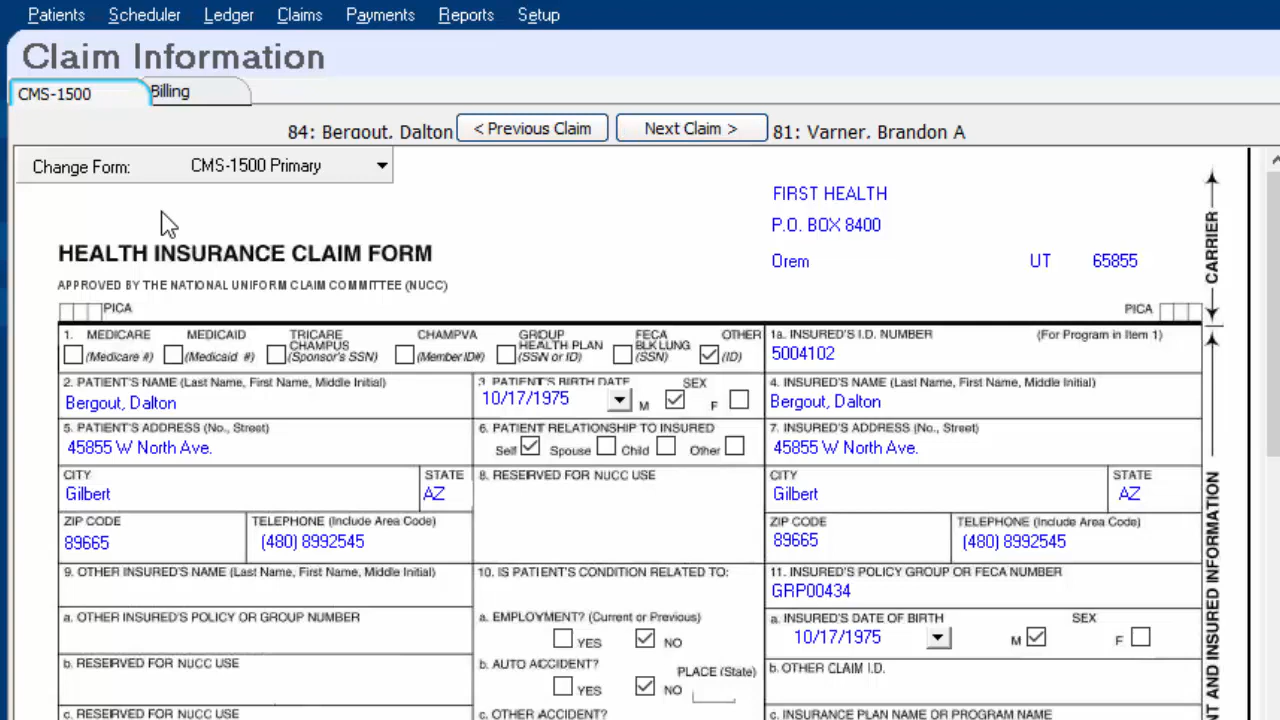 Patients Scheduler Ledger Claims Payments Reports Setup
Claim Information
CMS-1500 Billing
84: Bergout, Dalton < Previous Claim Next Claim > 81: Varner, Brandon A
Change Form: CMS-1500 Primary
FIRST HEALTH
P.O. BOX 8400
Orem UT 65855
CARRIER
HEALTH INSURANCE CLAIM FORM
APPROVED BY THE NATIONAL UNIFORM CLAIM COMMITTEE (NUCC)
PICA PICA
1. MEDICARE MEDICAID TRICARE CHAMPUS CHAMPVA GROUP HEALTH PLAN FECA BLK LUNG OTHER
(Medicare #) (Medicaid #) (Sponsor's SSN) (Member ID#) (SSN or ID) (SSN) (ID)
1a. INSURED'S I.D. NUMBER (For Program in Item 1)
5004102
2. PATIENT'S NAME (Last Name, First Name, Middle Initial)
Bergout, Dalton
3. PATIENT'S BIRTH DATE SEX
10/17/1975 M F
4. INSURED'S NAME (Last Name, First Name, Middle Initial)
Bergout, Dalton
5. PATIENT'S ADDRESS (No., Street)
45855 W North Ave.
6. PATIENT RELATIONSHIP TO INSURED
Self Spouse Child Other
7. INSURED'S ADDRESS (No., Street)
45855 W North Ave.
CITY STATE
Gilbert AZ
8. RESERVED FOR NUCC USE
CITY STATE
Gilbert AZ
ZIP CODE TELEPHONE (Include Area Code)
89665 (480) 8992545
ZIP CODE TELEPHONE (Include Area Code)
89665 (480) 8992545
9. OTHER INSURED'S NAME (Last Name, First Name, Middle Initial)
10. IS PATIENT'S CONDITION RELATED TO:
11. INSURED'S POLICY GROUP OR FECA NUMBER
GRP00434
a. OTHER INSURED'S POLICY OR GROUP NUMBER
a. EMPLOYMENT? (Current or Previous)
YES NO
a. INSURED'S DATE OF BIRTH SEX
10/17/1975 M F
b. RESERVED FOR NUCC USE
b. AUTO ACCIDENT? PLACE (State)
YES NO
b. OTHER CLAIM I.D.
c. RESERVED FOR NUCC USE
c. OTHER ACCIDENT?
c. INSURANCE PLAN NAME OR PROGRAM NAME
AND INSURED INFORMATION